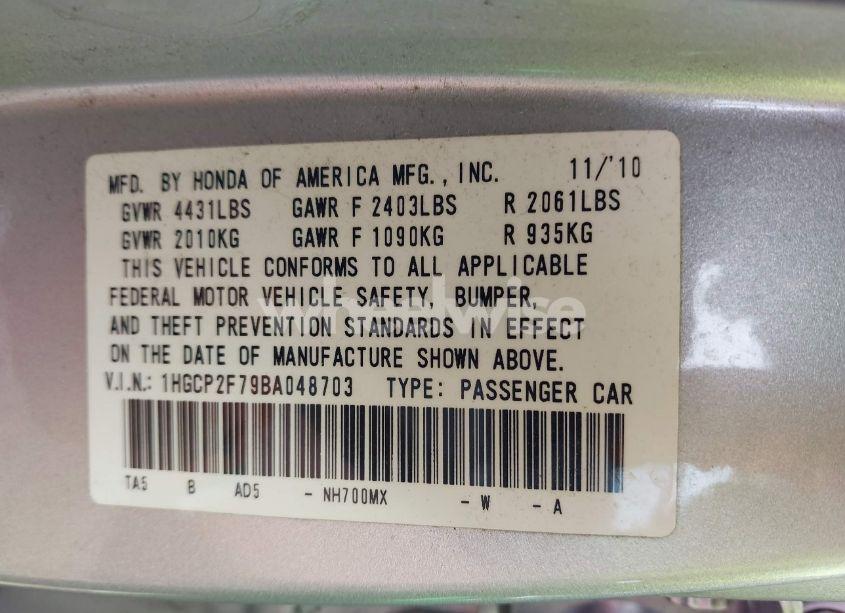 MFD. BY HONDA OF AMERICA MFG., INC. 11/'10
GVWR 4431LBS GAWR F 2403LBS R 2061LBS
GVWR 2010KG GAWR F 1090KG R 935KG
THIS VEHICLE CONFORMS TO ALL APPLICABLE
FEDERAL MOTOR VEHICLE SAFETY, BUMPER,
AND THEFT PREVENTION STANDARDS IN EFFECT
ON THE DATE OF MANUFACTURE SHOWN ABOVE.
V.I.N.: 1HGCP2F79BA048703 TYPE: PASSENGER CAR
TA5 B AD5 - NH700MX - W - A
wheelwise